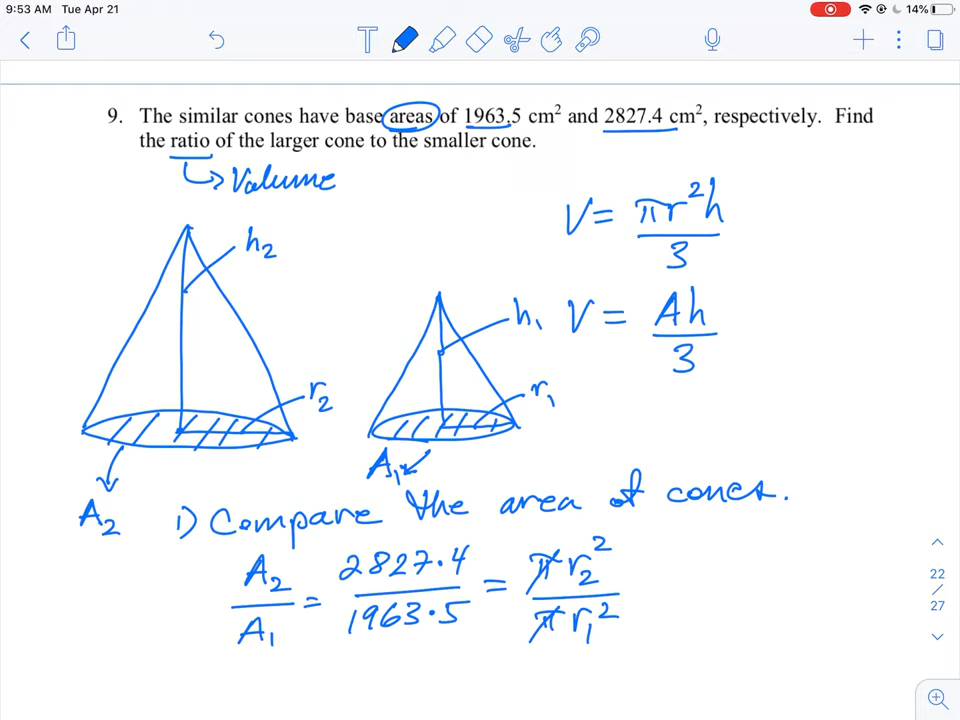 9:53 AM Tue Apr 21
14%
T
9. The similar cones have base areas of 1963.5 cm² and 2827.4 cm², respectively. Find
the ratio of the larger cone to the smaller cone.
Volume
V = πr²h / 3
h₂
h₁
V = Ah / 3
r₂
r₁
A₁
A₂
1) Compare the area of cones.
A₂ / A₁ = 2827.4 / 1963.5 = πr₂² / πr₁²
22
/
27